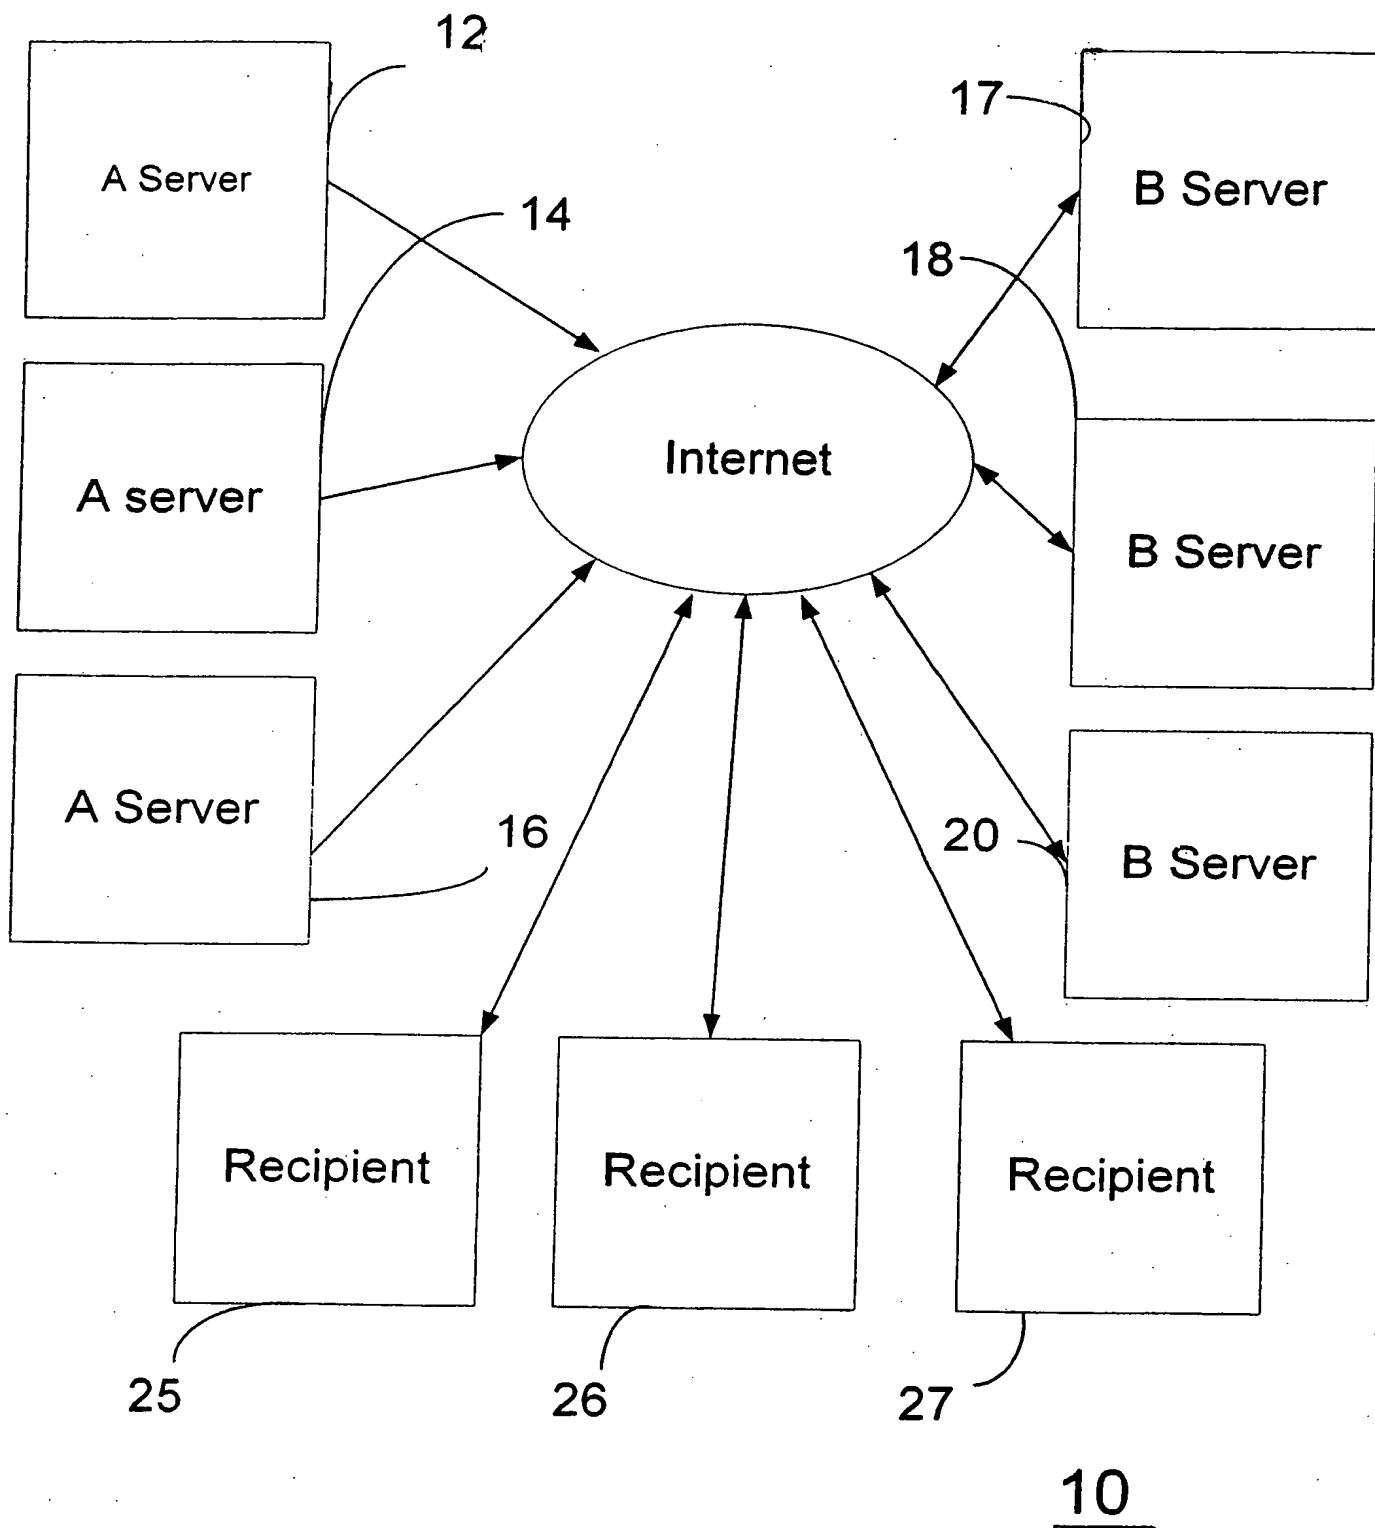 12
17
A Server
B Server
14
18
Internet
A server
B Server
A Server
16
20
B Server
Recipient
Recipient
Recipient
25
26
27
10